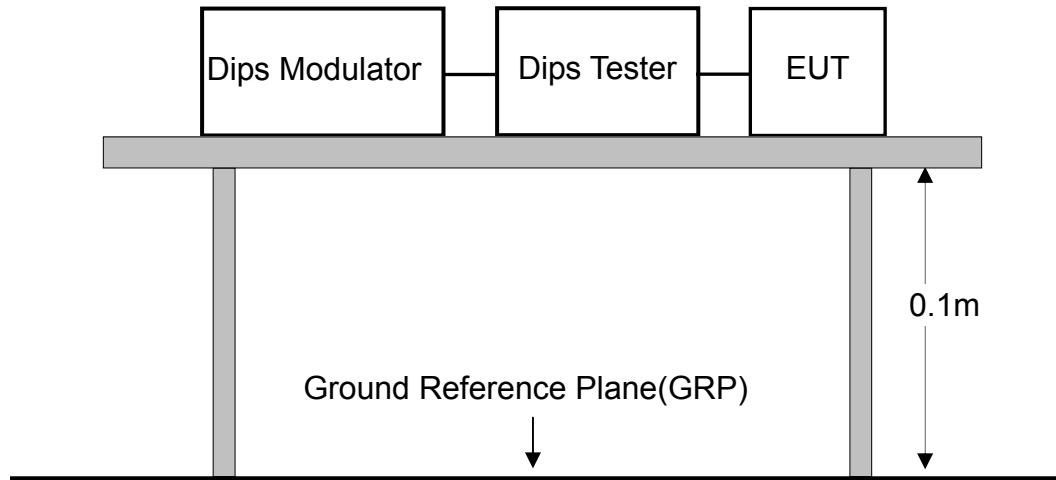 Dips Modulator
Dips Tester
EUT
0.1m
Ground Reference Plane(GRP)